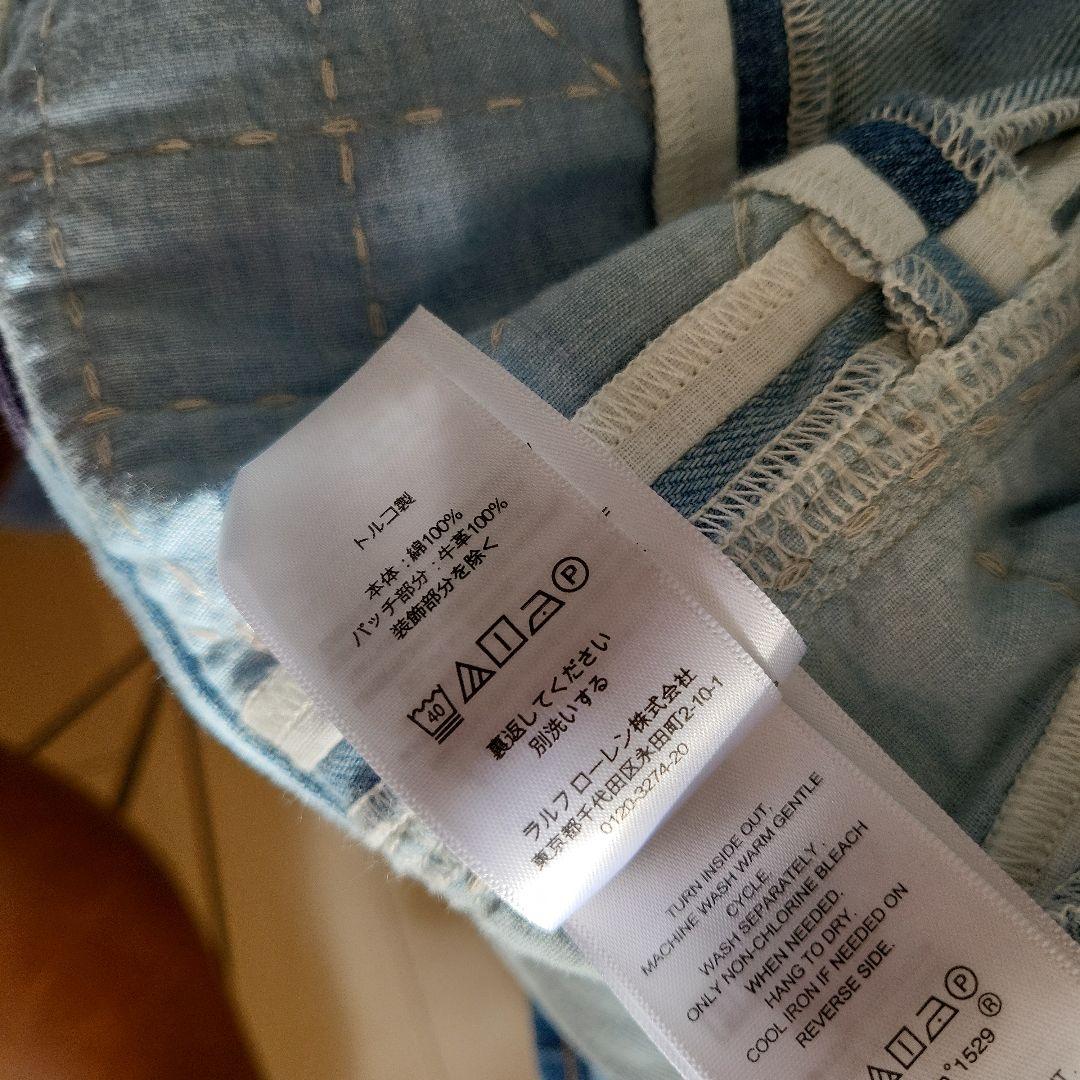 トルコ製
本体 : 綿100%
パッチ部分 : 牛革100%
装飾部分を除く
40
P
裏返してください
別洗いする
ラルフ ローレン株式会社
東京都千代田区永田町2-10-1
0120-3274-20
TURN INSIDE OUT,
MACHINE WASH WARM GENTLE
CYCLE.
WASH SEPARATELY.
ONLY NON-CHLORINE BLEACH
WHEN NEEDED.
HANG TO DRY.
COOL IRON IF NEEDED ON
REVERSE SIDE.
P
®
°1529